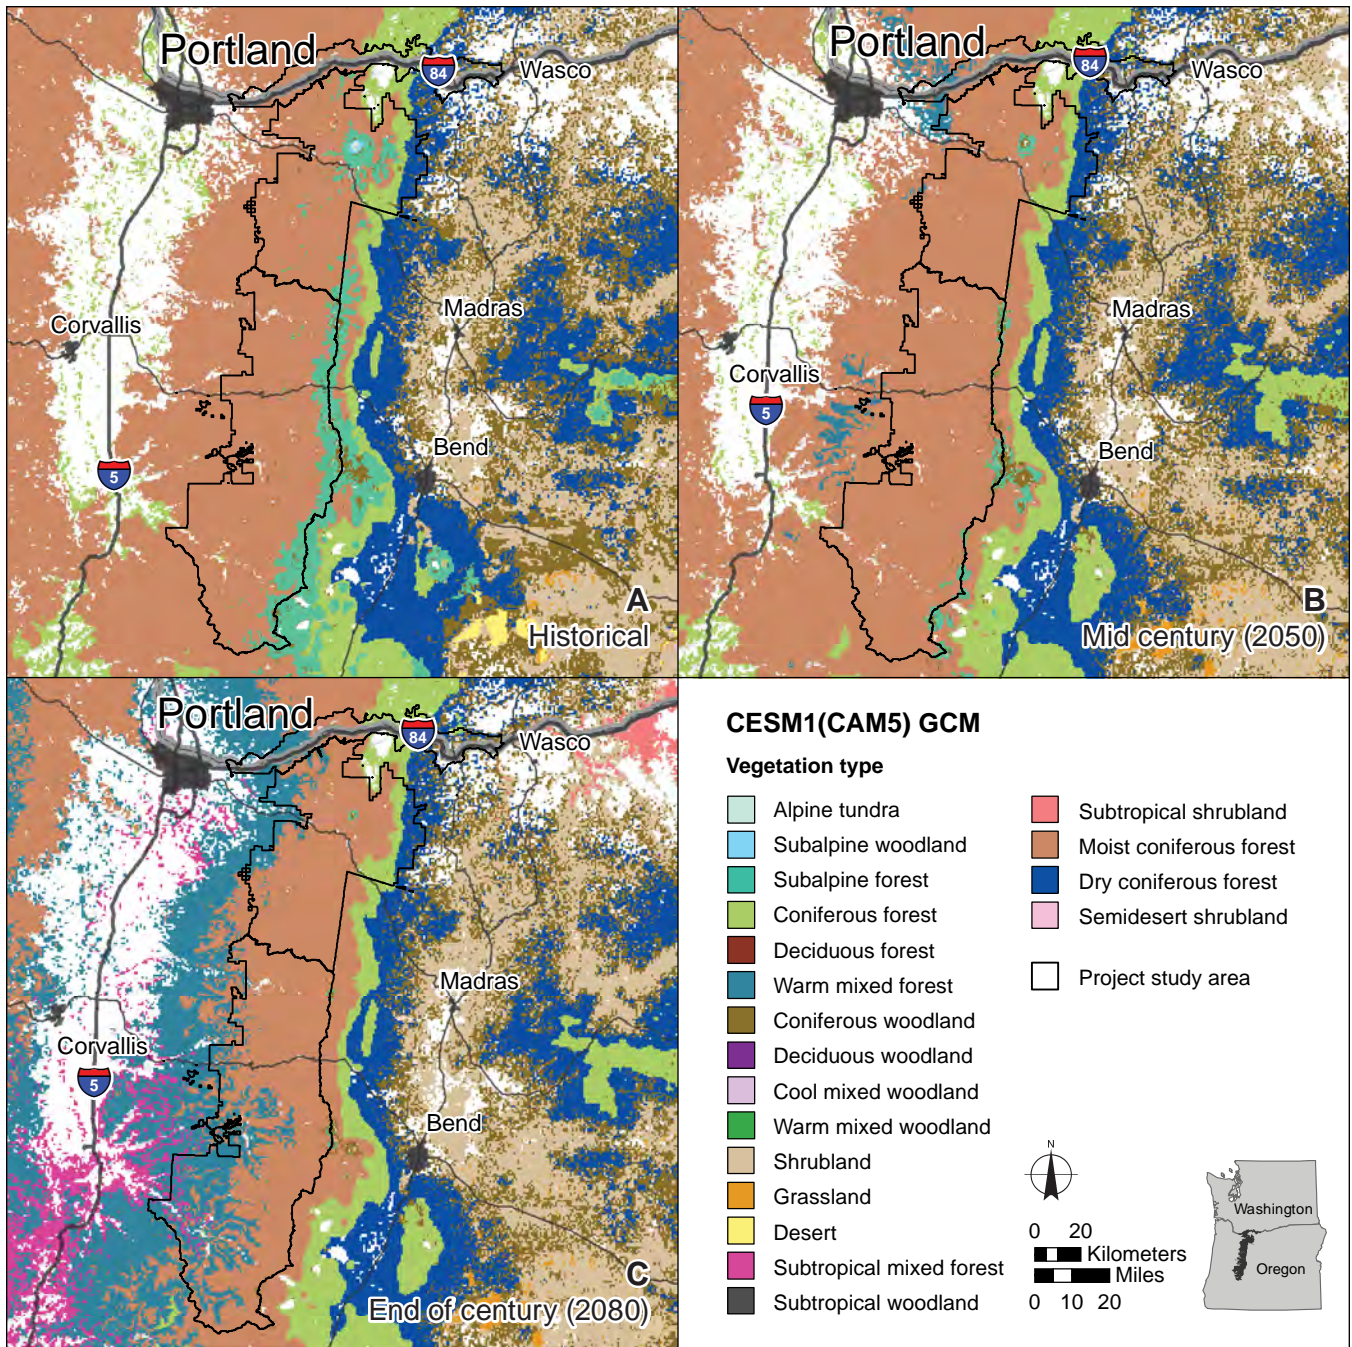 Portland
84
Wasco
Madras
Corvallis
Bend
5
A
Historical
Portland
84
Wasco
Madras
Corvallis
5
Bend
B
Mid century (2050)
Portland
84
Wasco
Madras
Corvallis
5
Bend
C
End of century (2080)
CESM1(CAM5) GCM
Vegetation type
Alpine tundra
Subalpine woodland
Subalpine forest
Coniferous forest
Deciduous forest
Warm mixed forest
Coniferous woodland
Deciduous woodland
Cool mixed woodland
Warm mixed woodland
Shrubland
Grassland
Desert
Subtropical mixed forest
Subtropical woodland
Subtropical shrubland
Moist coniferous forest
Dry coniferous forest
Semidesert shrubland
Project study area
N
0 20
Kilometers
Miles
0 10 20
Washington
Oregon